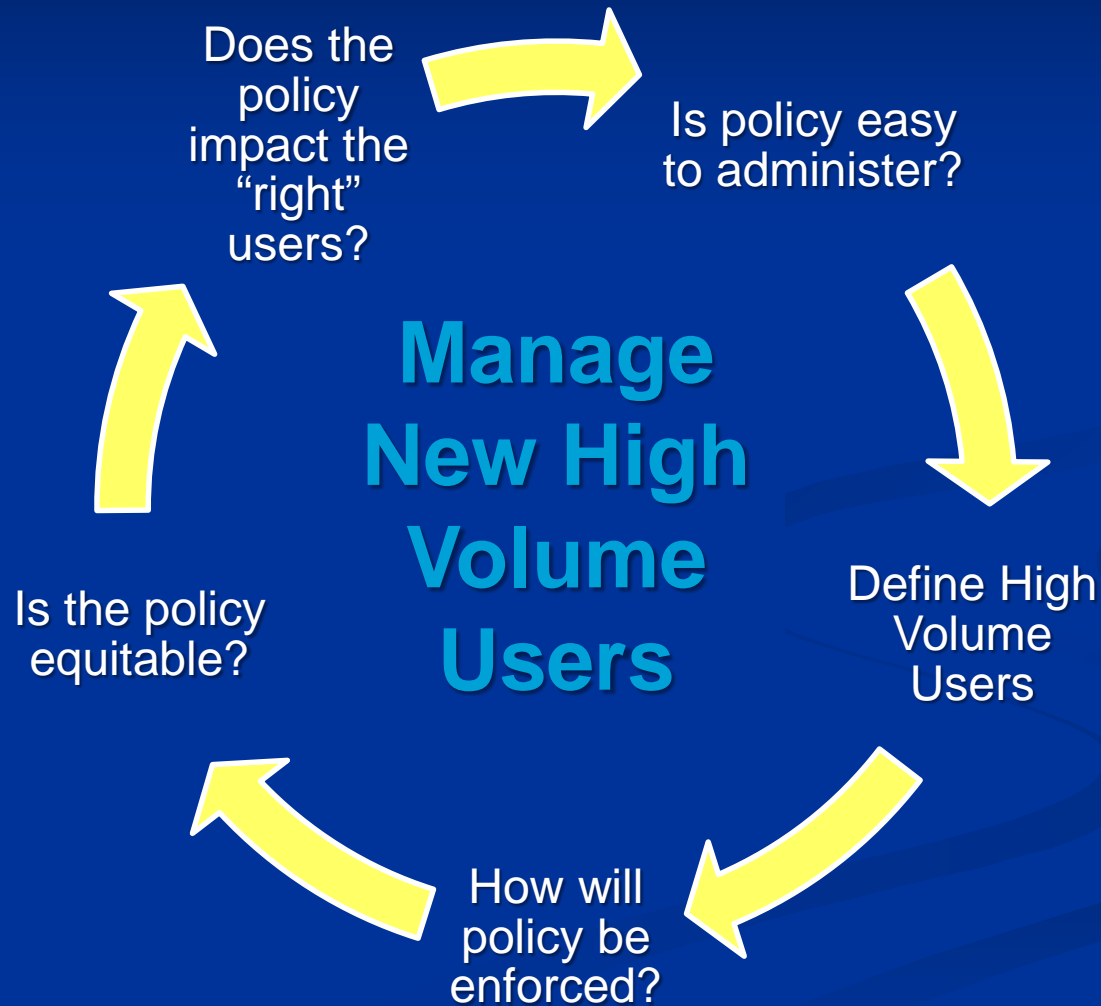 Does the
policy
impact the
“right”
users?
Is policy easy
to administer?
Manage
New High
Volume
Users
Define High
Volume
Users
How will
policy be
enforced?
Is the policy
equitable?